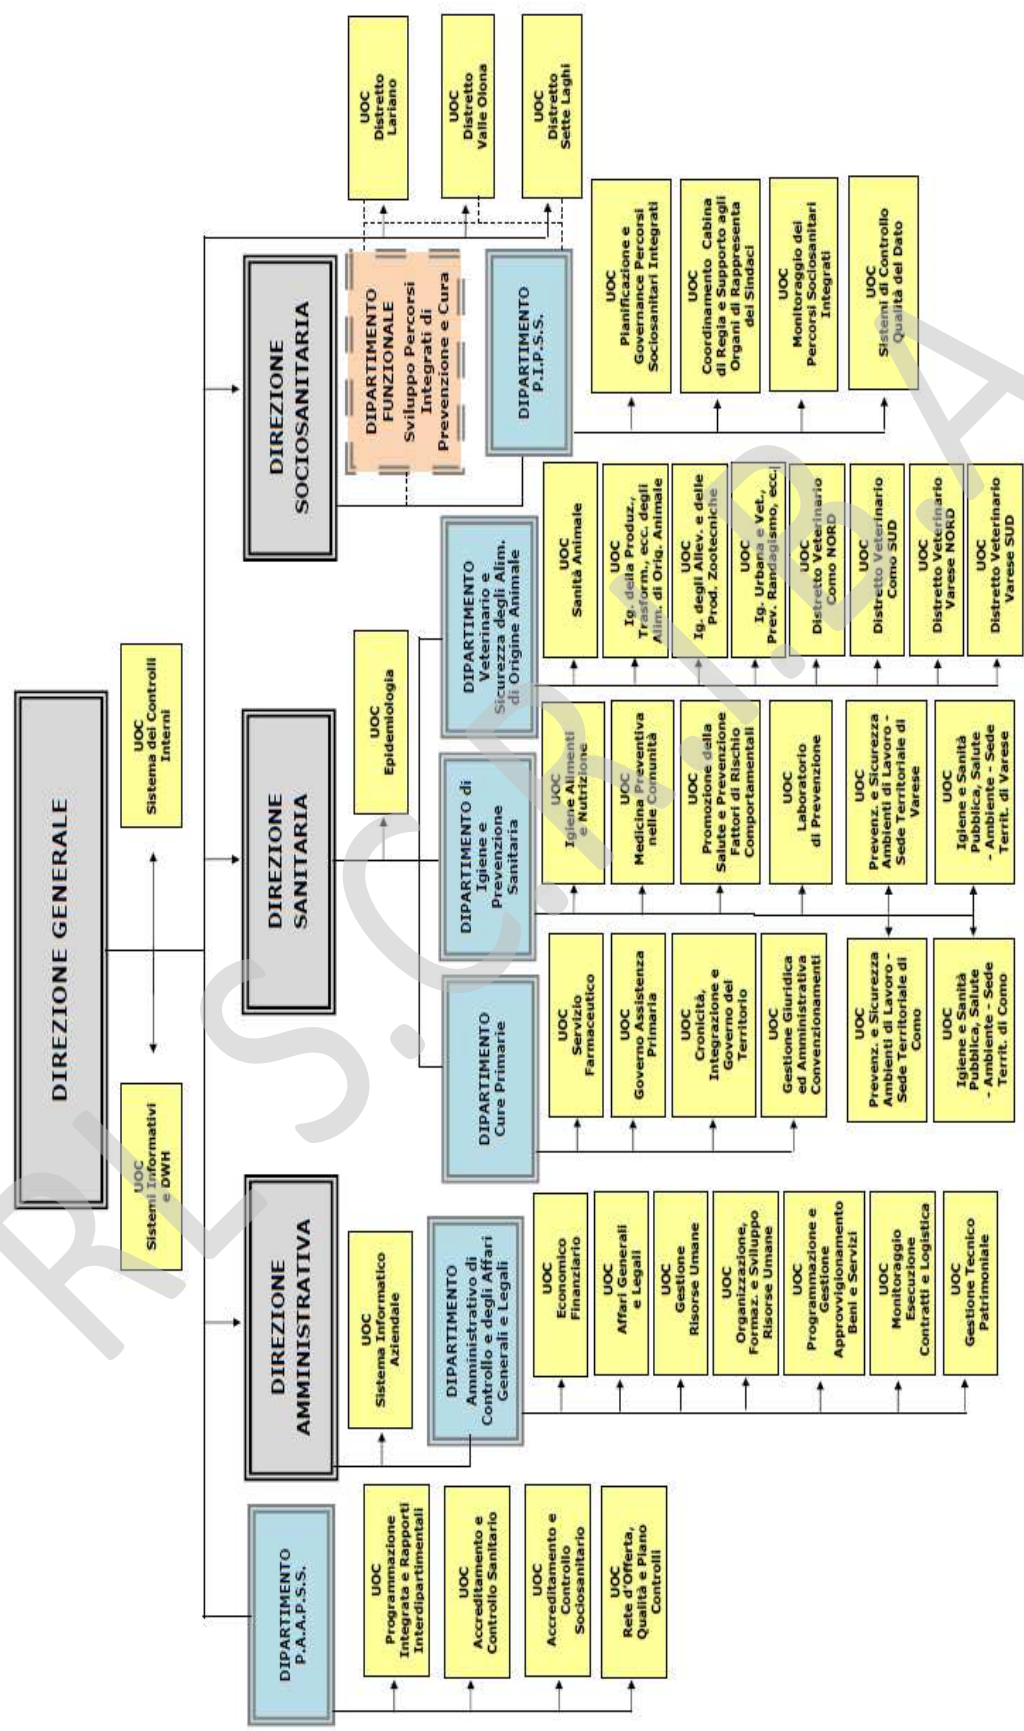 DIREZIONE GENERALE
UOC
Sistemi Informativi
e DWH
UOC
Sistema dei Controlli
Interni
DIPARTIMENTO
P.A.A.P.S.S.
UOC
Programmazione
Integrata e Rapporti
Interdipartimentali
UOC
Accreditamento e
Controllo Sanitario
UOC
Accreditamento e
Controllo
Sociosanitario
UOC
Rete d'Offerta,
Qualità e Piano
Controlli
DIREZIONE
AMMINISTRATIVA
UOC
Sistema Informatico
Aziendale
DIPARTIMENTO
Amministrativo di
Controllo e degli Affari
Generali e Legali
UOC
Economico
Finanziario
UOC
Affari Generali
e Legali
UOC
Gestione
Risorse Umane
UOC
Organizzazione,
Formaz. e Sviluppo
Risorse Umane
UOC
Programmazione e
Gestione
Approvvigionamento
Beni e Servizi
UOC
Monitoraggio
Esecuzione
Contratti e Logistica
UOC
Gestione Tecnico
Patrimoniale
DIREZIONE
SANITARIA
UOC
Epidemiologia
DIPARTIMENTO
Cure Primarie
UOC
Servizio
Farmaceutico
UOC
Governo Assistenza
Primaria
UOC
Cronicità,
Integrazione e
Governo del
Territorio
UOC
Gestione Giuridica
ed Amministrativa
Convenzionamenti
DIPARTIMENTO di
Igiene e
Prevenzione
Sanitaria
UOC
Igiene Alimenti
e Nutrizione
UOC
Medicina Preventiva
nelle Comunità
UOC
Promozione della
Salute e Prevenzione
Fattori di Rischio
Comportamentali
UOC
Laboratorio
di Prevenzione
UOC
Prevenz. e Sicurezza
Ambienti di Lavoro -
Sede Territoriale di
Como
UOC
Prevenz. e Sicurezza
Ambienti di Lavoro -
Sede Territoriale di
Varese
UOC
Igiene e Sanità
Pubblica, Salute
- Ambiente - Sede
Territ. di Como
UOC
Igiene e Sanità
Pubblica, Salute
- Ambiente - Sede
Territ. di Varese
DIPARTIMENTO
Veterinario e
Sicurezza degli Alim.
di Origine Animale
UOC
Sanità Animale
UOC
Ig. della Produz.,
Trasform., ecc. degli
Alim. di Orig. Animale
UOC
Ig. degli Allev. e delle
Prod. Zootecniche
UOC
Ig. Urbana e Vet.,
Prev. Randagismo, ecc.
UOC
Distretto Veterinario
Como NORD
UOC
Distretto Veterinario
Como SUD
UOC
Distretto Veterinario
Varese NORD
UOC
Distretto Veterinario
Varese SUD
DIREZIONE
SOCIOSANITARIA
DIPARTIMENTO
FUNZIONALE
Sviluppo Percorsi
Integrati di
Prevenzione e Cura
DIPARTIMENTO
P.I.P.S.S.
UOC
Distretto
Lariano
UOC
Distretto
Valle Olona
UOC
Distretto
Sette Laghi
UOC
Pianificazione e
Governance Percorsi
Sociosanitari Integrati
UOC
Coordinamento Cabina
di Regia e Supporto agli
Organi di Rappresenta
dei Sindaci
UOC
Monitoraggio dei
Percorsi Sociosanitari
Integrati
UOC
Sistemi di Controllo
Qualità del Dato
RLS.C.R.I.B.A